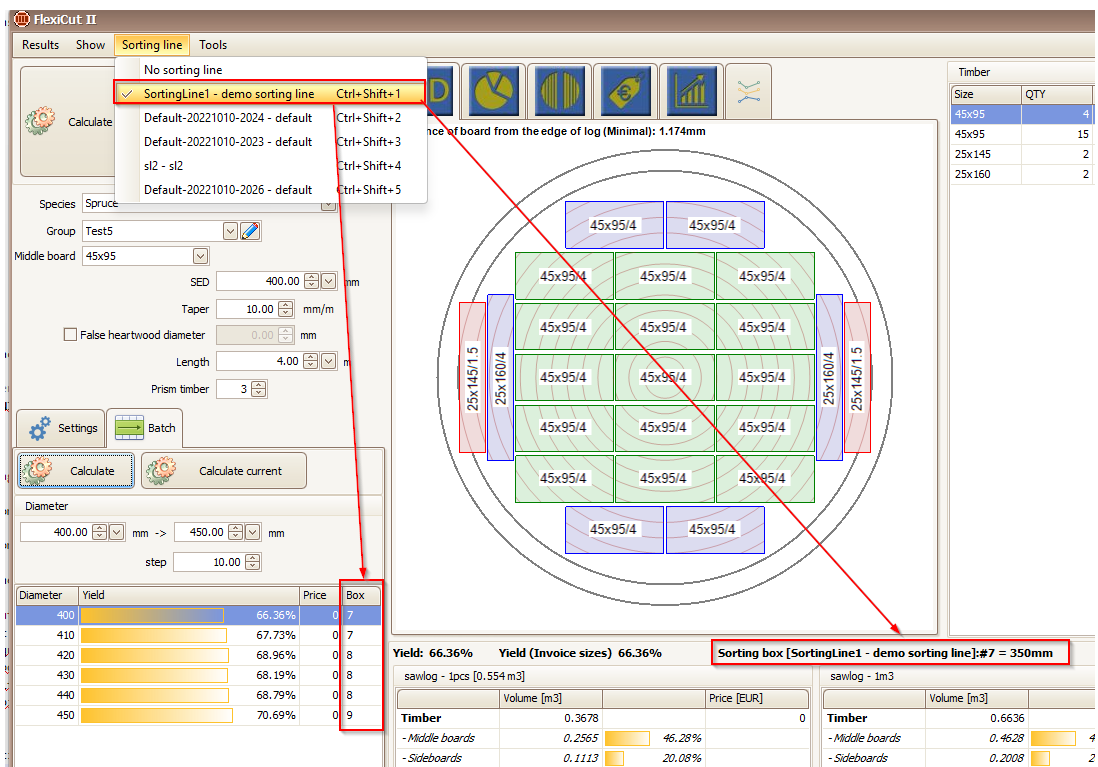 FlexiCut II
Results Show Sorting line Tools
No sorting line
SortingLine1 - demo sorting line Ctrl+Shift+1
Default-20221010-2024 - default Ctrl+Shift+2
Default-20221010-2023 - default Ctrl+Shift+3
sl2 - sl2 Ctrl+Shift+4
Default-20221010-2026 - default Ctrl+Shift+5
Calculate
D
Species Spruce
Group Test5
Middle board 45x95
SED 400.00 mm
Taper 10.00 mm/m
False heartwood diameter 0.00 mm
Length 4.00 m
Prism timber 3
Settings Batch
Calculate Calculate current
Diameter
400.00 mm -> 450.00 mm
step 10.00
Diameter Yield Price Box
400 66.36% 0 7
410 67.73% 0 7
420 68.96% 0 8
430 68.19% 0 8
440 68.79% 0 8
450 70.69% 0 9
nce of board from the edge of log (Minimal): 1.174mm
45x95/4 45x95/4
45x95/4 45x95/4 45x95/4
45x95/4 45x95/4 45x95/4
25x145/1.5 25x160/4 45x95/4 45x95/4 45x95/4 25x160/4 25x145/1.5
45x95/4 45x95/4 45x95/4
45x95/4 45x95/4 45x95/4
45x95/4 45x95/4
Timber
Size QTY
45x95 4
45x95 15
25x145 2
25x160 2
Yield: 66.36% Yield (Invoice sizes) 66.36% Sorting box [SortingLine1 - demo sorting line]:#7 = 350mm
sawlog - 1pcs [0.554 m3]
Volume [m3] Price [EUR]
Timber 0.3678 0
- Middle boards 0.2565 46.28%
- Sideboards 0.1113 20.08%
sawlog - 1m3
Volume [m3]
Timber 0.6636
- Middle boards 0.4628 4
- Sideboards 0.2008 2